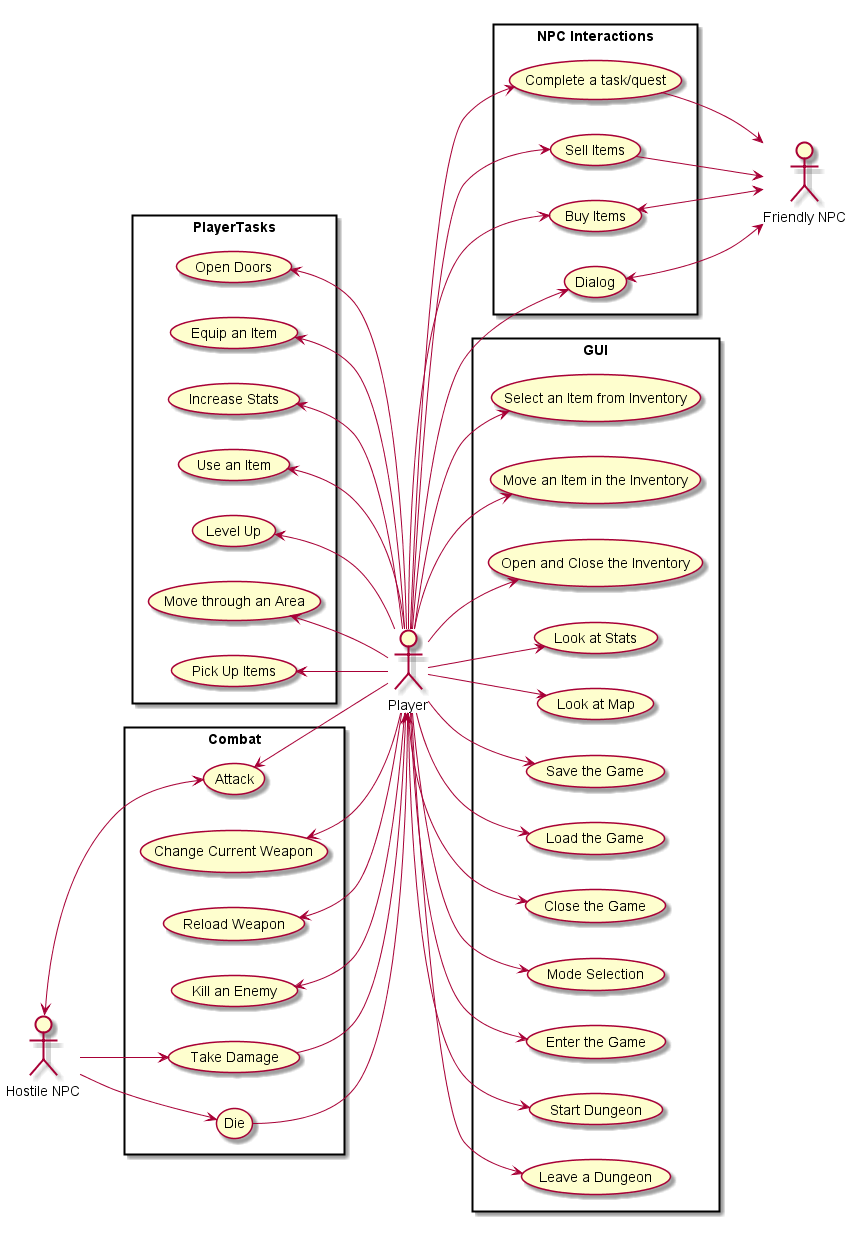 NPC Interactions
Complete a task/quest
Sell Items
Buy Items
Dialog
Friendly NPC
PlayerTasks
Open Doors
Equip an Item
Increase Stats
Use an Item
Level Up
Move through an Area
Pick Up Items
GUI
Select an Item from Inventory
Move an Item in the Inventory
Open and Close the Inventory
Look at Stats
Look at Map
Save the Game
Load the Game
Close the Game
Mode Selection
Enter the Game
Start Dungeon
Leave a Dungeon
Player
Combat
Attack
Change Current Weapon
Reload Weapon
Kill an Enemy
Take Damage
Die
Hostile NPC